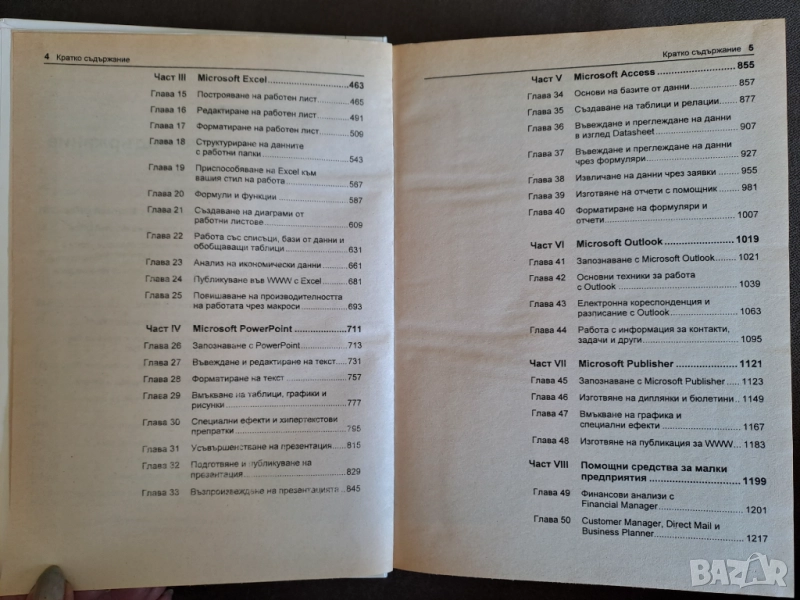 4 Кратко съдържание
Част III Microsoft Excel 463
Глава 15 Построяване на работен лист 465
Глава 16 Редактиране на работен лист 491
Глава 17 Форматиране на работен лист 509
Глава 18 Структуриране на данните
с работни папки 543
Глава 19 Приспособяване на Excel към
вашия стил на работа 567
Глава 20 Формули и функции 587
Глава 21 Създаване на диаграми от
работни листове 609
Глава 22 Работа със списъци, бази от данни и
обобщаващи таблици 631
Глава 23 Анализ на икономически данни 661
Глава 24 Публикуване във WWW с Excel 681
Глава 25 Повишаване на производителността
на работата чрез макроси 693
Част IV Microsoft PowerPoint 711
Глава 26 Запознаване с PowerPoint 713
Глава 27 Въвеждане и редактиране на текст 731
Глава 28 Форматиране на текст 757
Глава 29 Вмъкване на таблици, графики и
рисунки 777
Глава 30 Специални ефекти и хипертекстови
препратки 795
Глава 31 Усъвършенстване на презентация 815
Глава 32 Подготвяне и публикуване на
презентация 829
Глава 33 Възпроизвеждане на презентацията 845
Кратко съдържание 5
Част V Microsoft Access 855
Глава 34 Основи на базите от данни 857
Глава 35 Създаване на таблици и релации 877
Глава 36 Въвеждане и преглеждане на данни
в изглед Datasheet 907
Глава 37 Въвеждане и преглеждане на данни
чрез формуляри 927
Глава 38 Извличане на данни чрез заявки 955
Глава 39 Изготвяне на отчети с помощник 981
Глава 40 Форматиране на формуляри и
отчети 1007
Част VI Microsoft Outlook 1019
Глава 41 Запознаване с Microsoft Outlook 1021
Глава 42 Основни техники за работа
с Outlook 1039
Глава 43 Електронна кореспонденция и
разписание с Outlook 1063
Глава 44 Работа с информация за контакти,
задачи и други 1095
Част VII Microsoft Publisher 1121
Глава 45 Запознаване с Microsoft Publisher 1123
Глава 46 Изготвяне на диплянки и бюлетини 1149
Глава 47 Вмъкване на графика и
специални ефекти 1167
Глава 48 Изготвяне на публикация за WWW 1183
Част VIII Помощни средства за малки
предприятия 1199
Глава 49 Финансови анализи с
Financial Manager 1201
Глава 50 Customer Manager, Direct Mail и
Business Planner 1217
BAZAR